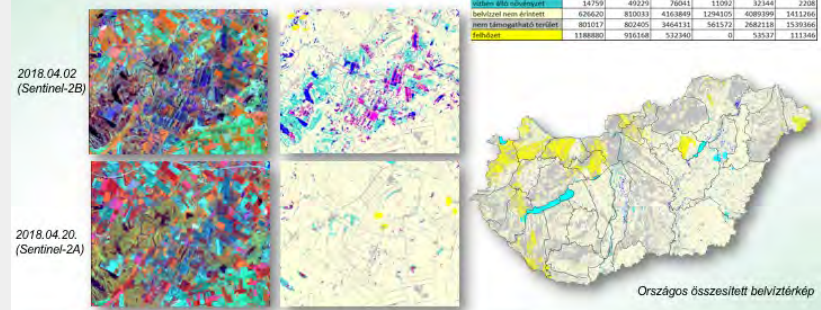 vízben álló növényzet 14759 49229 76041 11092 32344 2208
belvízzel nem érintett 626620 810033 4163849 1294105 4089399 1411266
nem támogatható terület 801017 802405 3464131 561572 2682118 1539366
felhőzet 1188880 916168 532340 0 53537 111346
2018.04.02
(Sentinel-2B)
2018.04.20.
(Sentinel-2A)
Országos összesített belvíztérkép